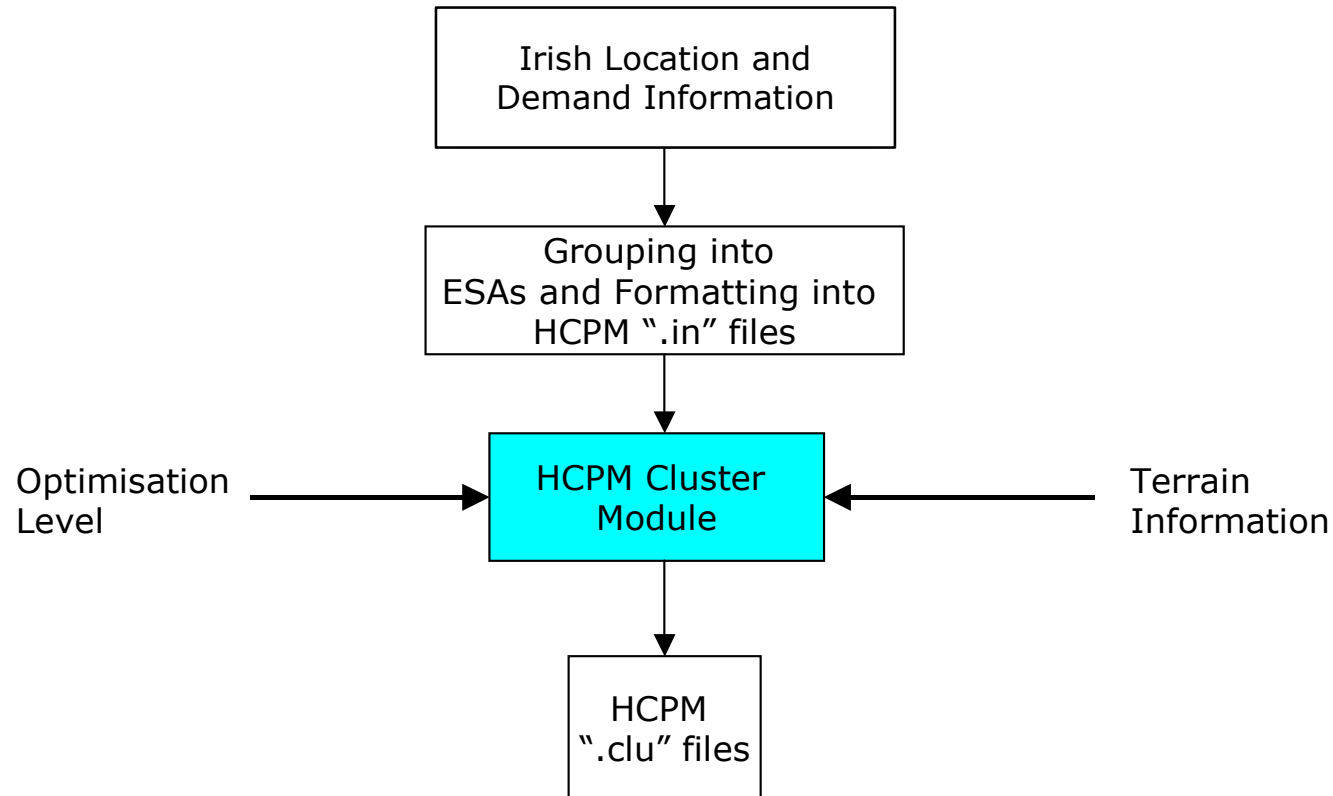 Irish Location and
Demand Information
Grouping into
ESAs and Formatting into
HCPM “.in” files
Optimisation
Level
HCPM Cluster
Module
Terrain
Information
HCPM
“.clu” files